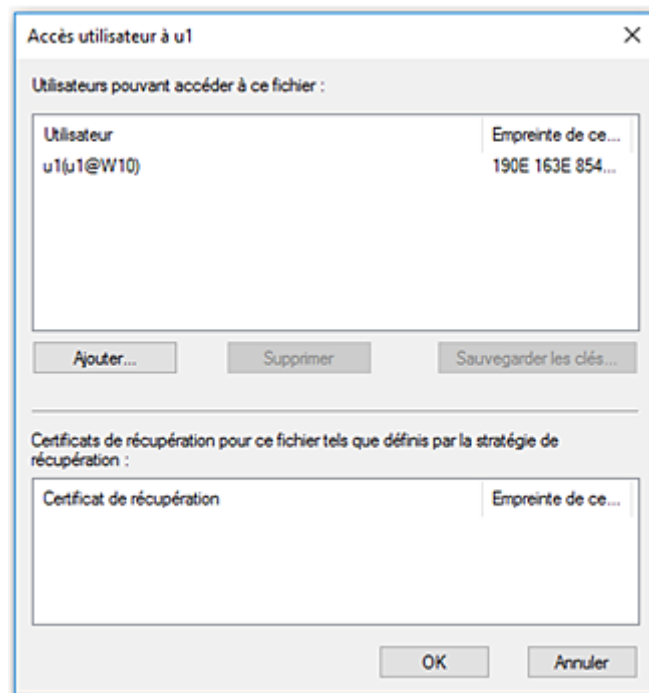 Accès utilisateur à u1
Utilisateurs pouvant accéder à ce fichier :
Utilisateur Empreinte de ce...
u1(u1@W10) 190E 163E 854...
Ajouter... Supprimer Sauvegarder les clés...
Certificats de récupération pour ce fichier tels que définis par la stratégie de
récupération :
Certificat de récupération Empreinte de ce...
OK Annuler